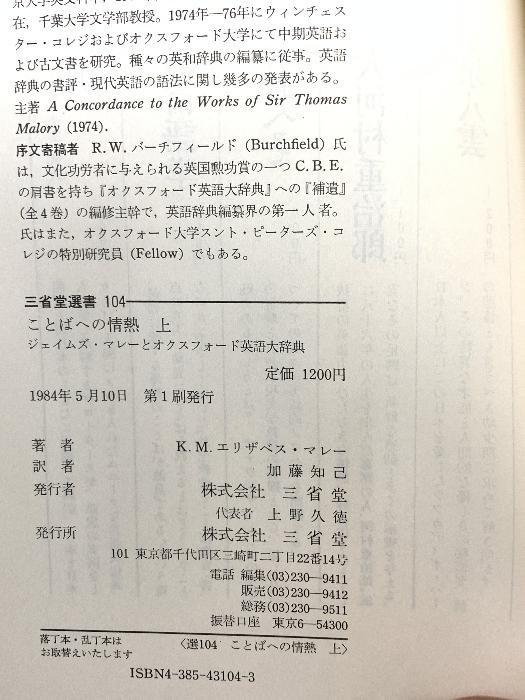 在，千葉大学文学部教授。1974年―76年にウィンチェス
ター・コレジおよびオクスフォード大学にて中期英語お
よび古文書を研究。種々の英和辞典の編纂に従事。英語
辞典の書評・現代英語の語法に関し幾多の発表がある。
主著 A Concordance to the Works of Sir Thomas
Malory (1974).
序文寄稿者 R.W.バーチフィールド (Burchfield) 氏
は，文化功労者に与えられる英国勲功賞の一つ C.B.E.
の肩書を持ち『オクスフォード英語大辞典』への『補遺』
(全4巻) の編修主幹で，英語辞典編纂界の第一人者。
氏はまた，オクスフォード大学スント・ピーターズ・コ
レジの特別研究員 (Fellow) でもある。
三省堂選書 104
ことばへの情熱 上
ジェイムズ・マレーとオクスフォード英語大辞典
定価 1200円
1984年5月10日 第1刷発行
著者 K.M.エリザベス・マレー
訳者 加藤知己
発行者 株式会社 三省堂
代表者 上野久徳
発行所 株式会社 三省堂
101 東京都千代田区三崎町二丁目22番14号
電話 編集(03)230―9411
販売(03)230―9412
総務(03)230―9511
振替口座 東京6―54300
落丁本・乱丁本は
お取替えいたします
〈選104 ことばへの情熱 上〉
ISBN4-385-43104-3